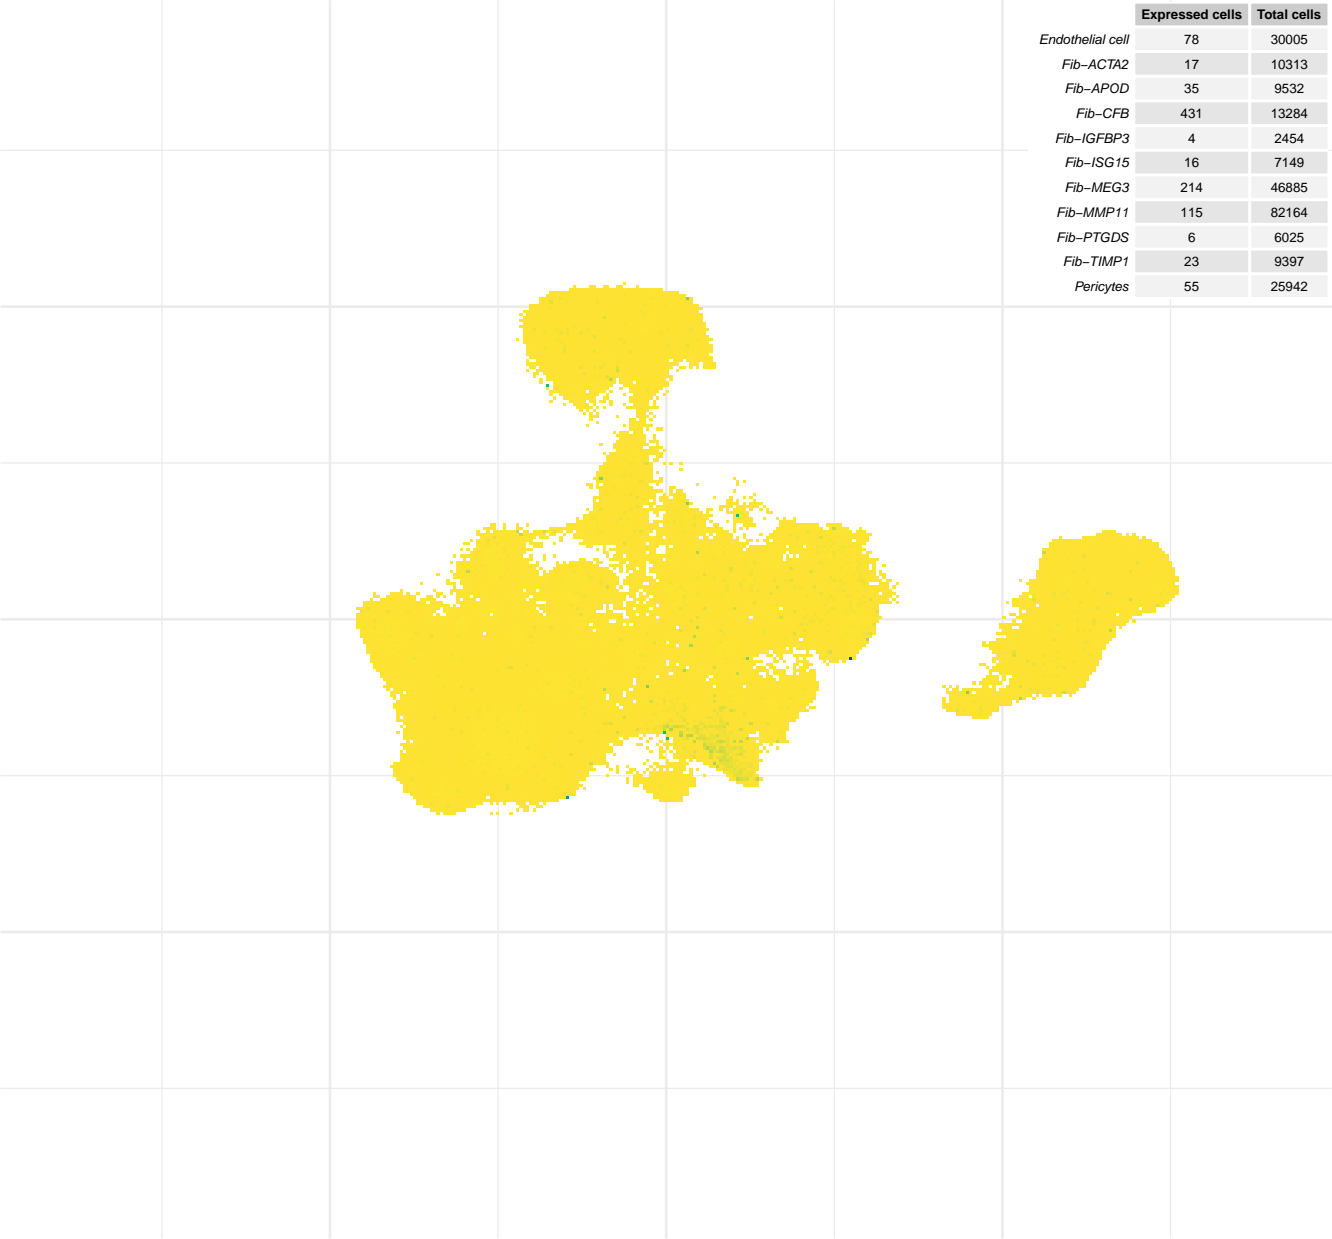 Expressed cells Total cells
Endothelial cell 78 30005
Fib−ACTA2 17 10313
Fib−APOD 35 9532
Fib−CFB 431 13284
Fib−IGFBP3 4 2454
Fib−ISG15 16 7149
Fib−MEG3 214 46885
Fib−MMP11 115 82164
Fib−PTGDS 6 6025
Fib−TIMP1 23 9397
Pericytes 55 25942